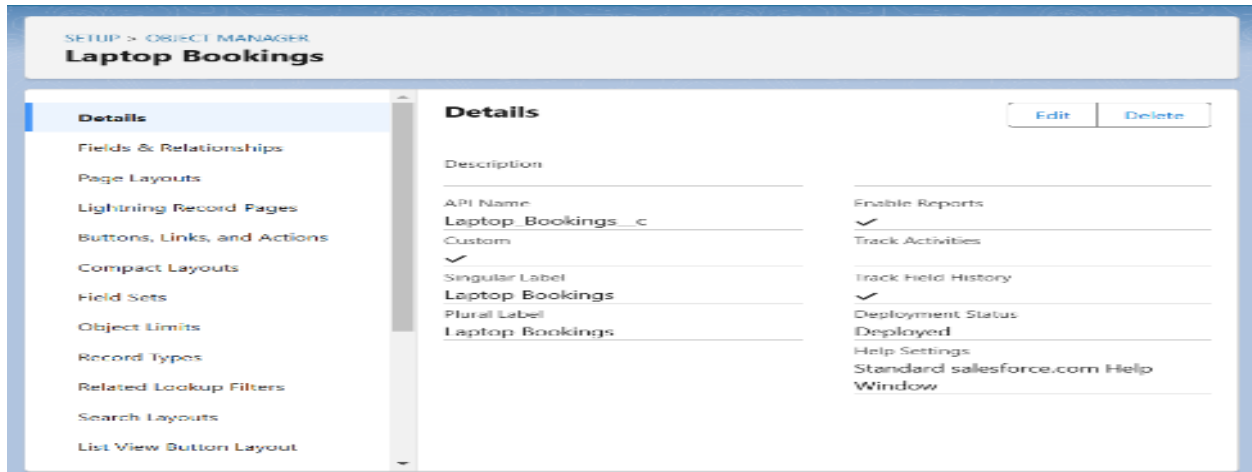 SETUP > OBJECT MANAGER
Laptop Bookings
Details
Fields & Relationships
Page Layouts
Lightning Record Pages
Buttons, Links, and Actions
Compact Layouts
Field Sets
Object Limits
Record Types
Related Lookup Filters
Search Layouts
List View Button Layout
Details
Edit
Delete
Description
API Name
Laptop_Bookings__c
Custom
✓
Singular Label
Laptop Bookings
Plural Label
Laptop Bookings
Enable Reports
✓
Track Activities
Track Field History
✓
Deployment Status
Deployed
Help Settings
Standard salesforce.com Help
Window